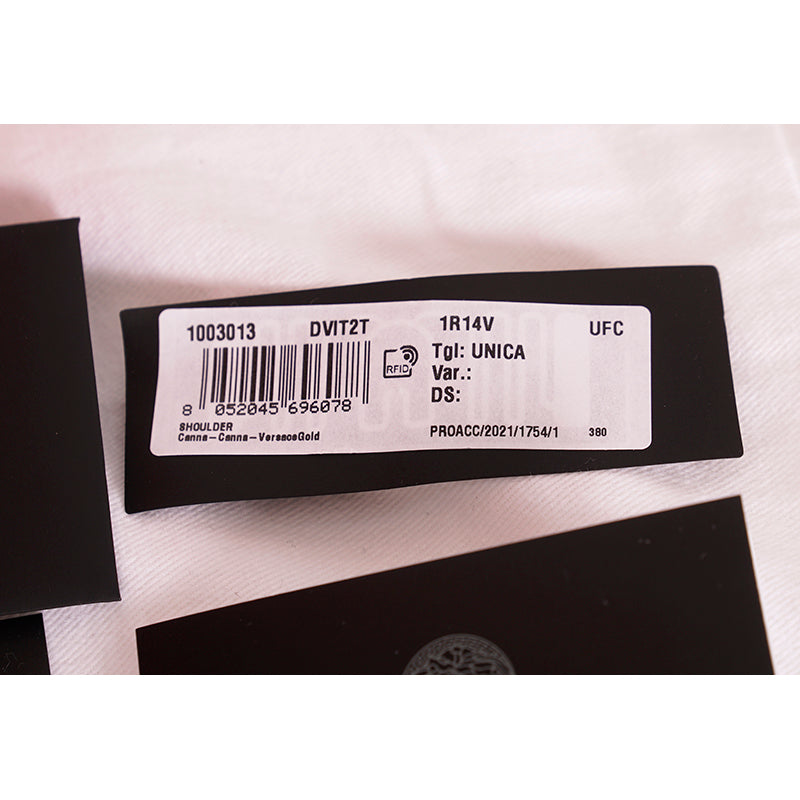 1003013 DVIT2T 1R14V UFC
RFID
Tgl: UNICA
Var.:
DS:
8 052045 696078
SHOULDER
Canna-Canna-VersaceGold
PROACC/2021/1754/1 380